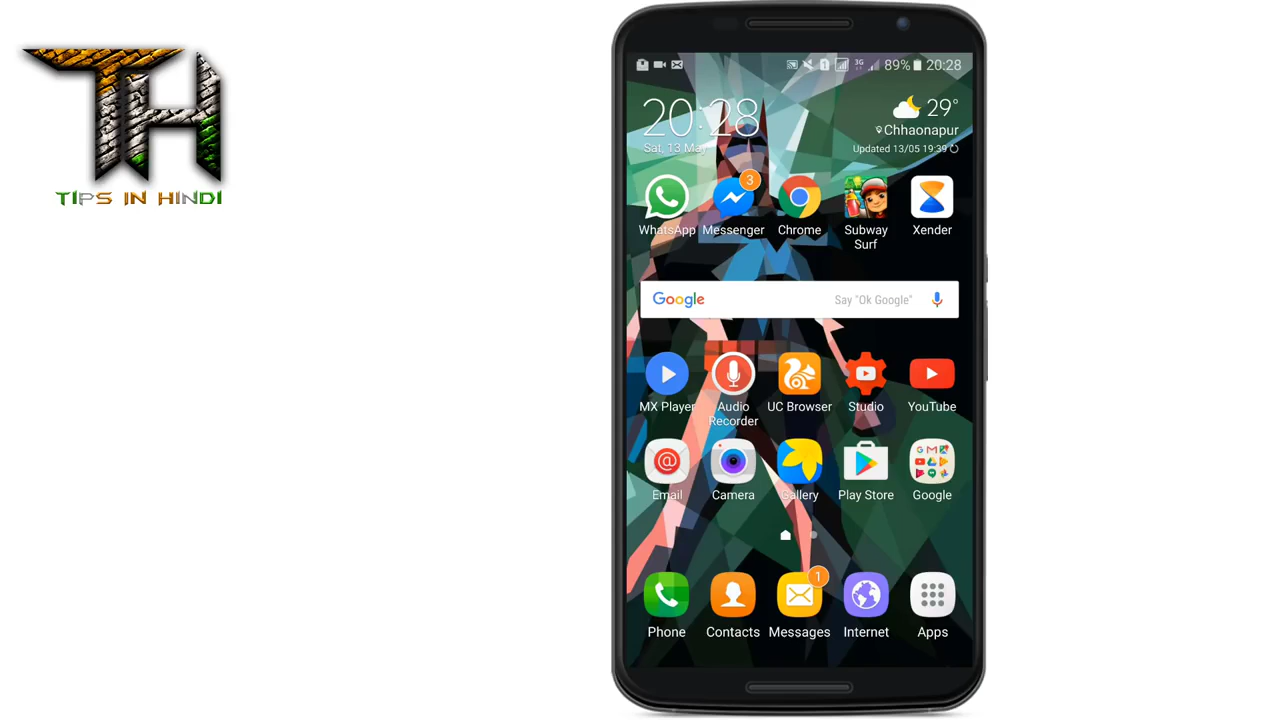 TH
TIPS IN HINDI
3G 89% 20:28
20:28
29°
Chhaonapur
Sat, 13 May
Updated 13/05 19:39
3
WhatsApp Messenger Chrome Subway Surf Xender
Google Say "Ok Google"
MX Player Audio Recorder UC Browser Studio YouTube
Email Camera Gallery Play Store Google
1
Phone Contacts Messages Internet Apps